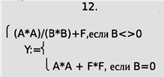 12.
⎧ (A*A)/(B*B)+F,если B<>0
Y:=⎨
⎩ A*A + F*F, если B=0